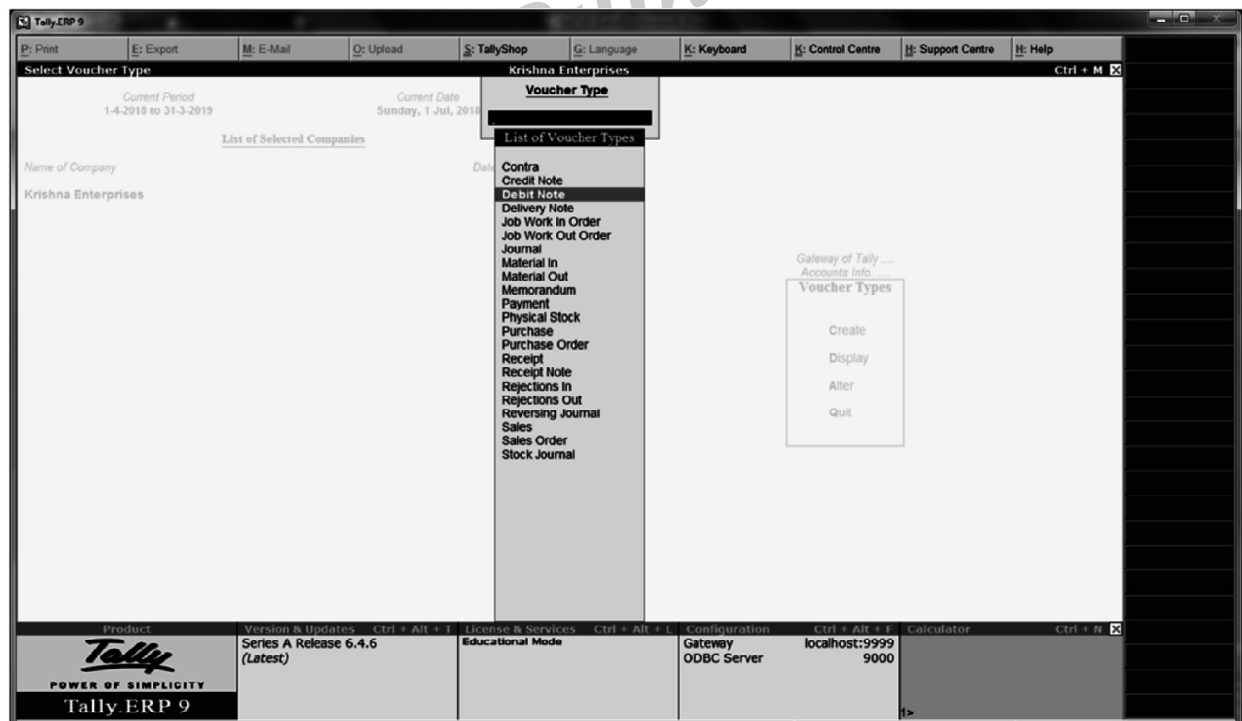 Tally.ERP 9
P: Print E: Export M: E-Mail O: Upload S: TallyShop G: Language K: Keyboard K: Control Centre H: Support Centre H: Help
Select Voucher Type Krishna Enterprises Ctrl + M
Current Period
1-4-2018 to 31-3-2019
Current Date
Sunday, 1 Jul, 2018
List of Selected Companies
Name of Company
Krishna Enterprises
Voucher Type
List of Voucher Types
Contra
Credit Note
Debit Note
Delivery Note
Job Work In Order
Job Work Out Order
Journal
Material In
Material Out
Memorandum
Payment
Physical Stock
Purchase
Purchase Order
Receipt
Receipt Note
Rejections In
Rejections Out
Reversing Journal
Sales
Sales Order
Stock Journal
Gateway of Tally ....
Accounts Info. ....
Voucher Types
Create
Display
Alter
Quit
Product
Tally
POWER OF SIMPLICITY
Tally.ERP 9
Version & Updates Ctrl + Alt + T
Series A Release 6.4.6
(Latest)
License & Services Ctrl + Alt + L
Educational Mode
Configuration Ctrl + Alt + F
Gateway localhost:9999
ODBC Server 9000
Calculator Ctrl + N
1>